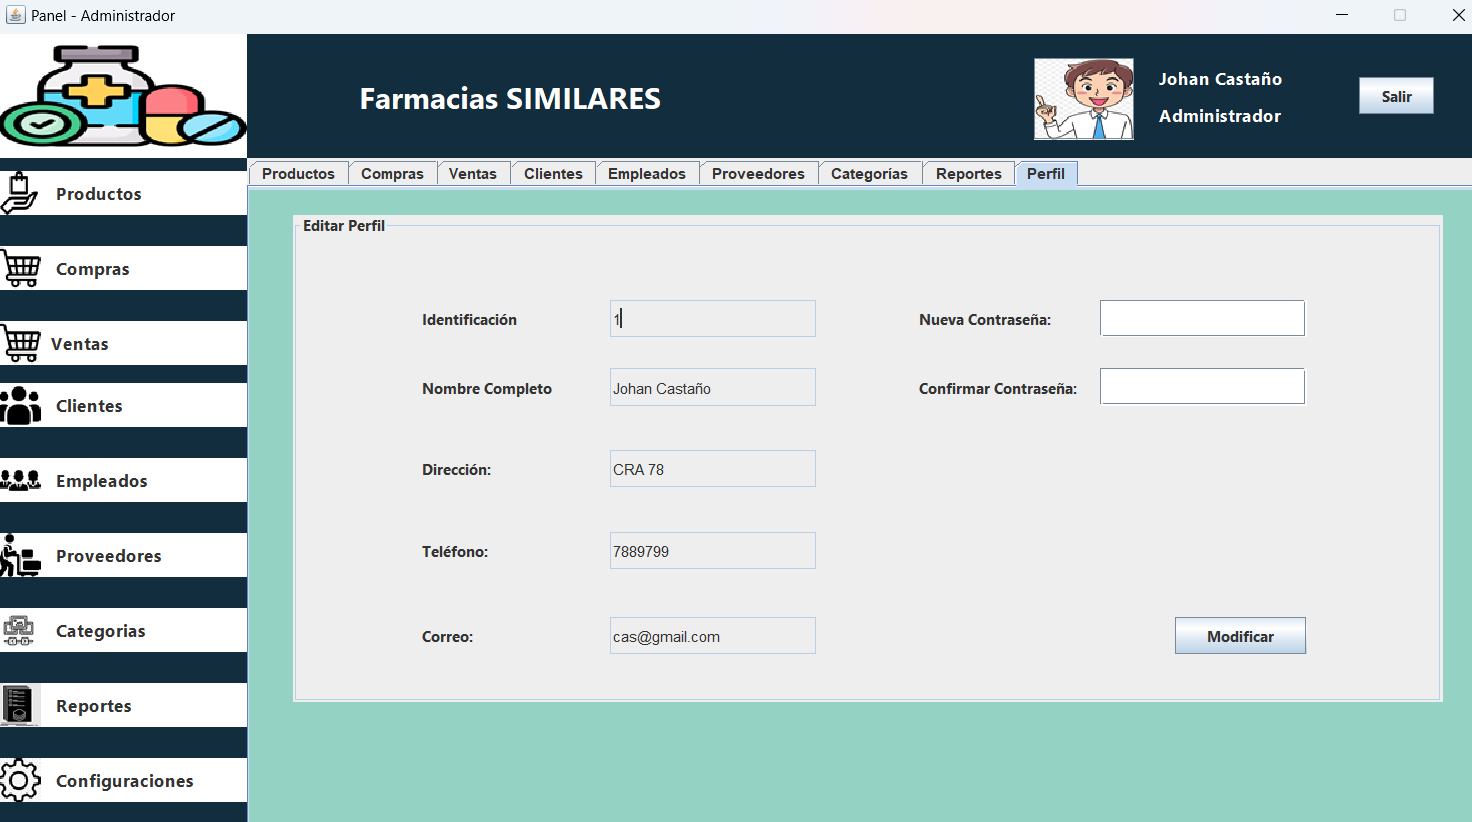 Panel - Administrador
Farmacias SIMILARES
Johan Castaño
Administrador
Salir
Productos
Compras
Ventas
Clientes
Empleados
Proveedores
Categorias
Reportes
Configuraciones
Productos Compras Ventas Clientes Empleados Proveedores Categorías Reportes Perfil
Editar Perfil
Identificación 1
Nombre Completo Johan Castaño
Dirección: CRA 78
Teléfono: 7889799
Correo: cas@gmail.com
Nueva Contraseña:
Confirmar Contraseña:
Modificar